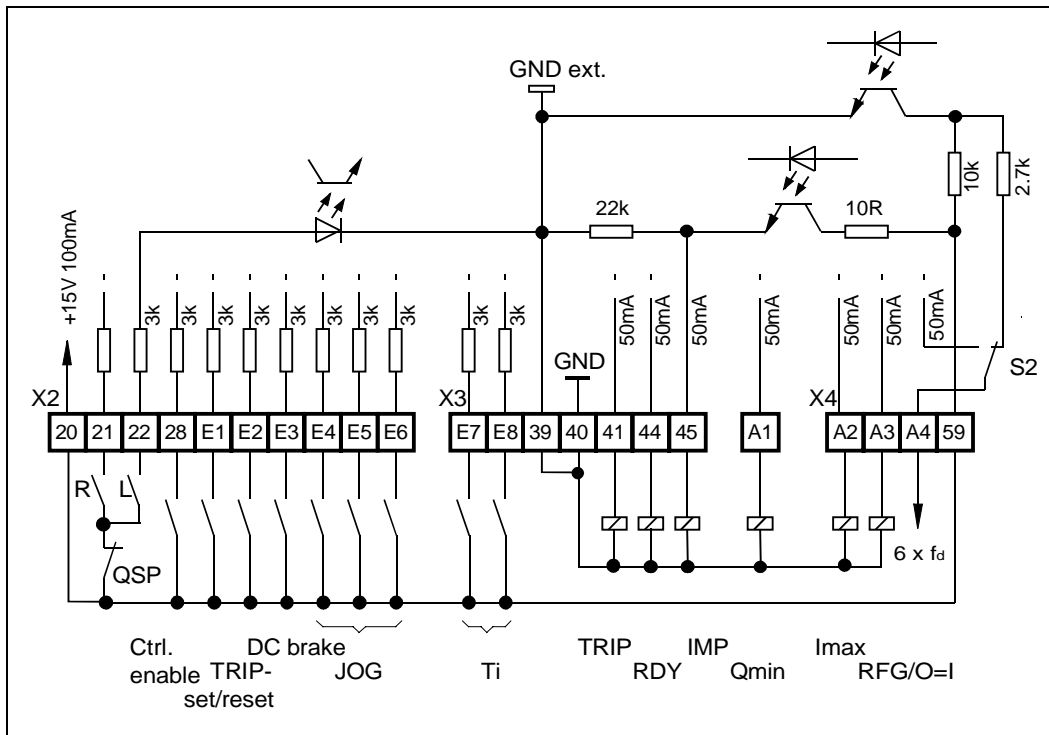 GND ext.
10k
2.7k
22k
10R
+15V 100mA
3k
3k
3k
3k
3k
3k
3k
3k
3k
3k
50mA
50mA
50mA
50mA
50mA
50mA
50mA
GND
S2
X2
X3
X4
20 21 22 28 E1 E2 E3 E4 E5 E6
E7 E8 39 40 41 44 45
A1
A2 A3 A4 59
R L
QSP
6 x fd
Ctrl. DC brake TRIP IMP Imax
enable TRIP- JOG Ti RDY Qmin RFG/O=I
set/reset